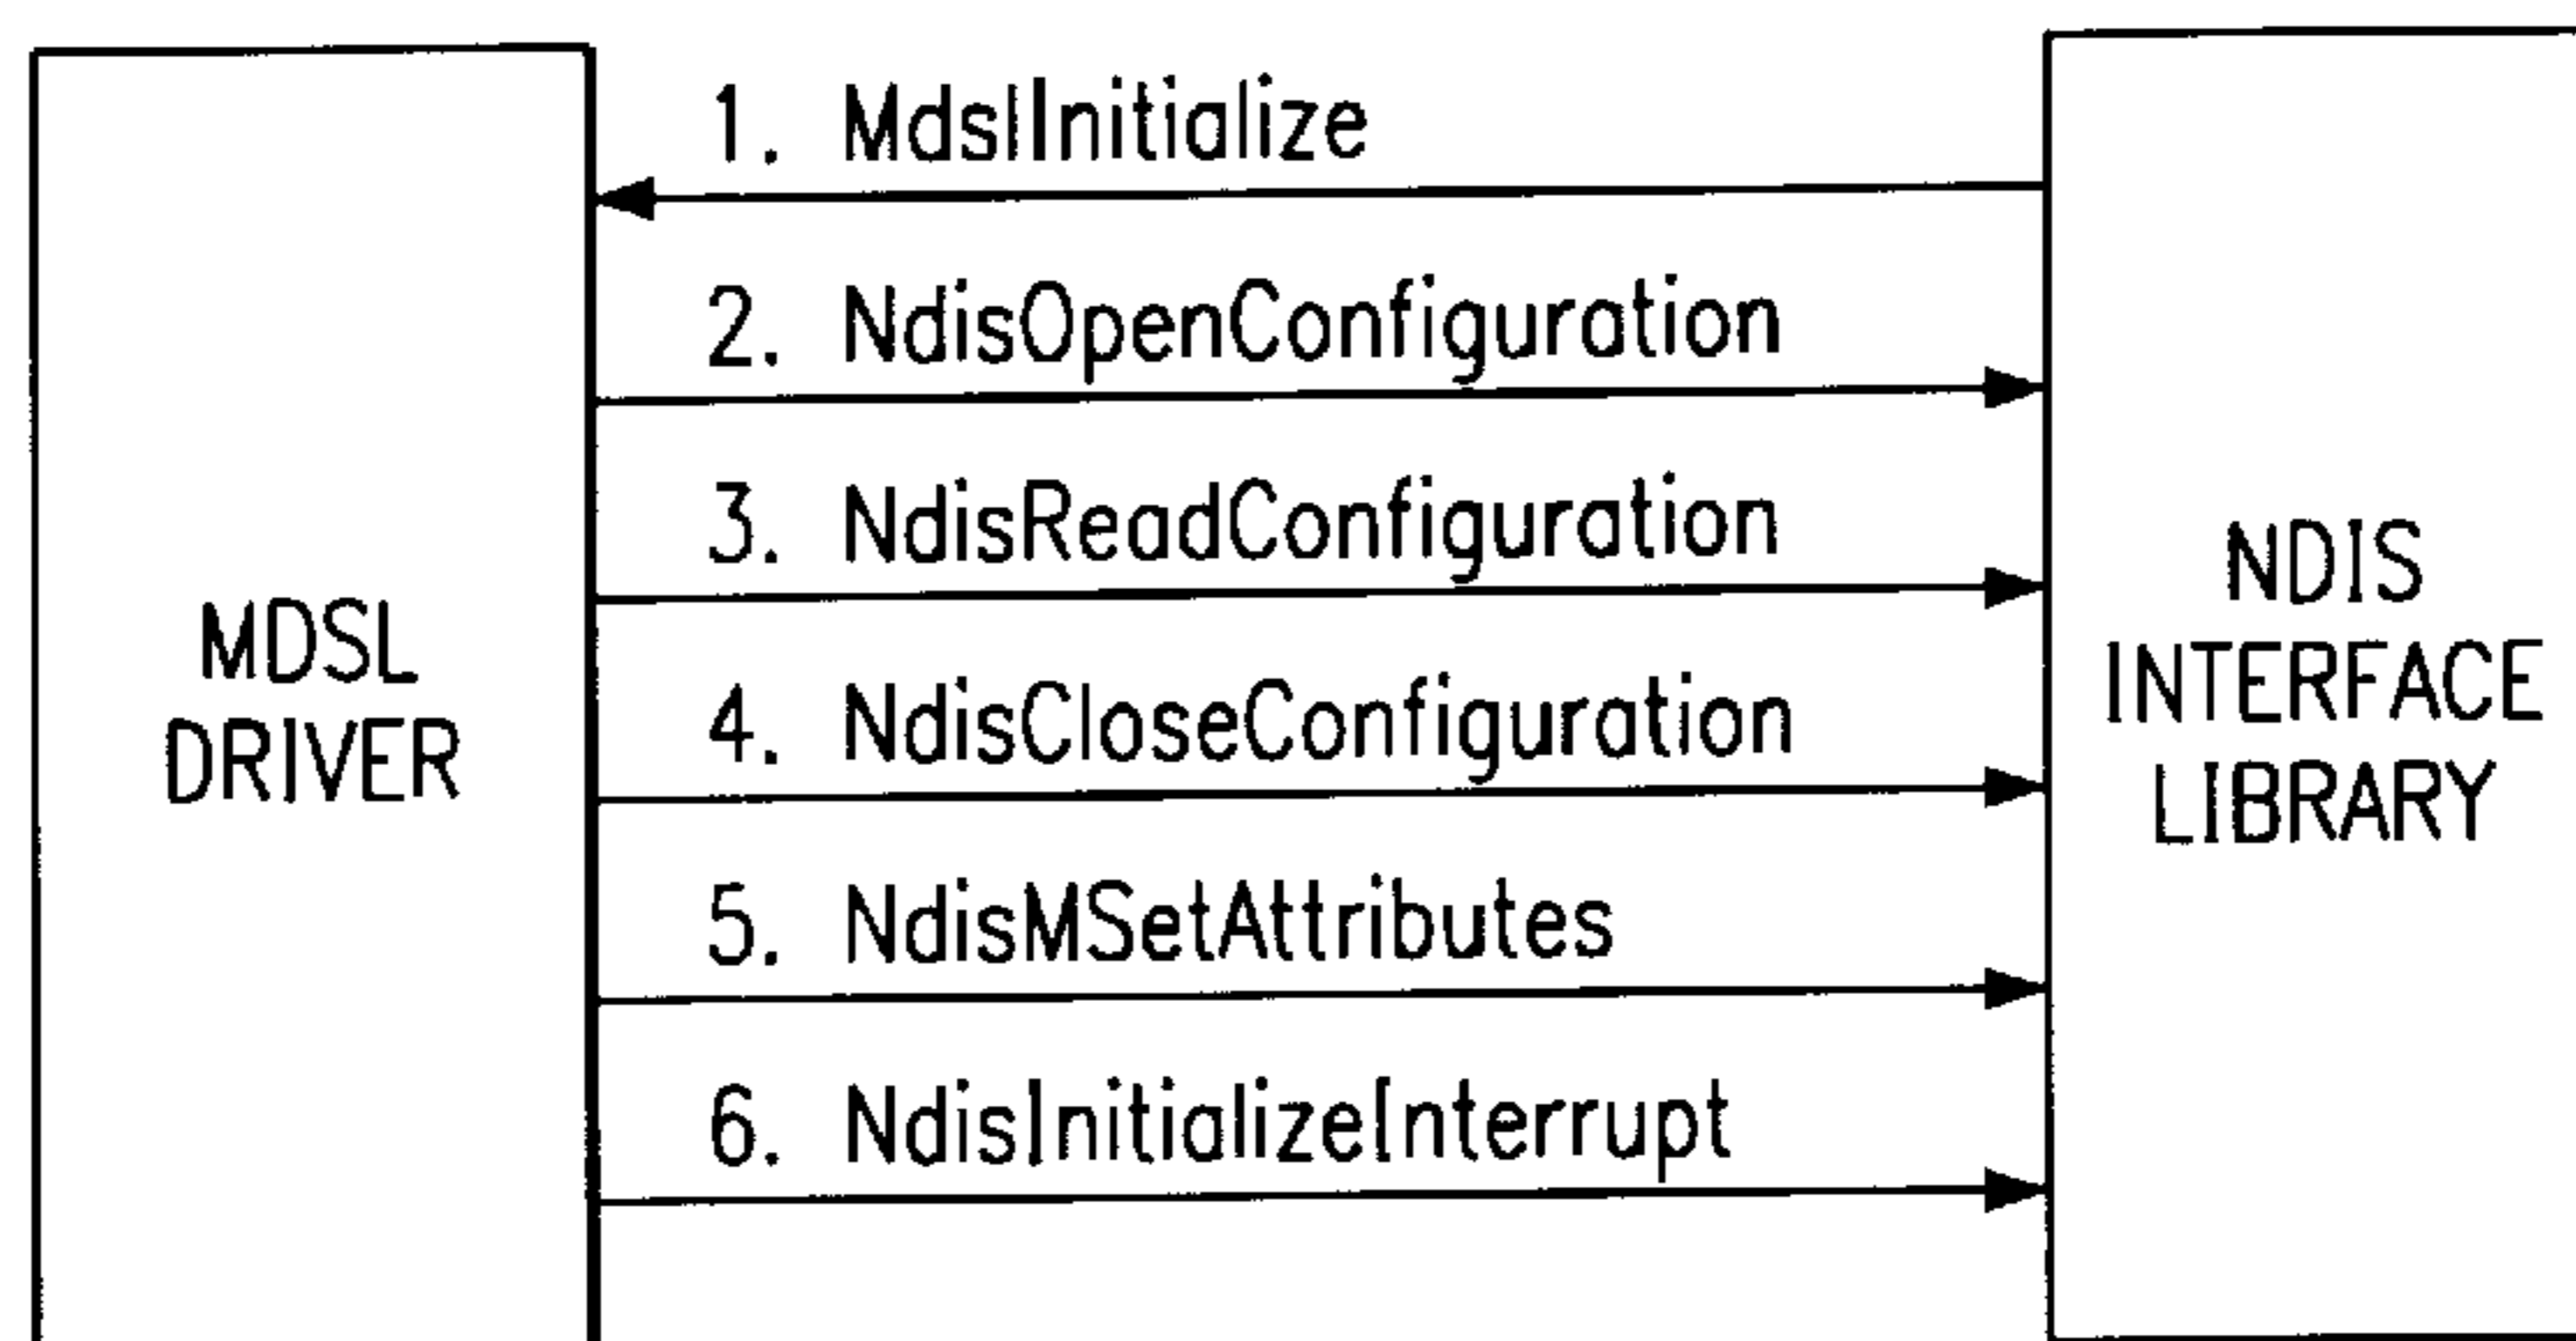 1. MdslInitialize
2. NdisOpenConfiguration
3. NdisReadConfiguration
4. NdisCloseConfiguration
5. NdisMSetAttributes
6. NdisInitializeInterrupt
MDSL
DRIVER
NDIS
INTERFACE
LIBRARY